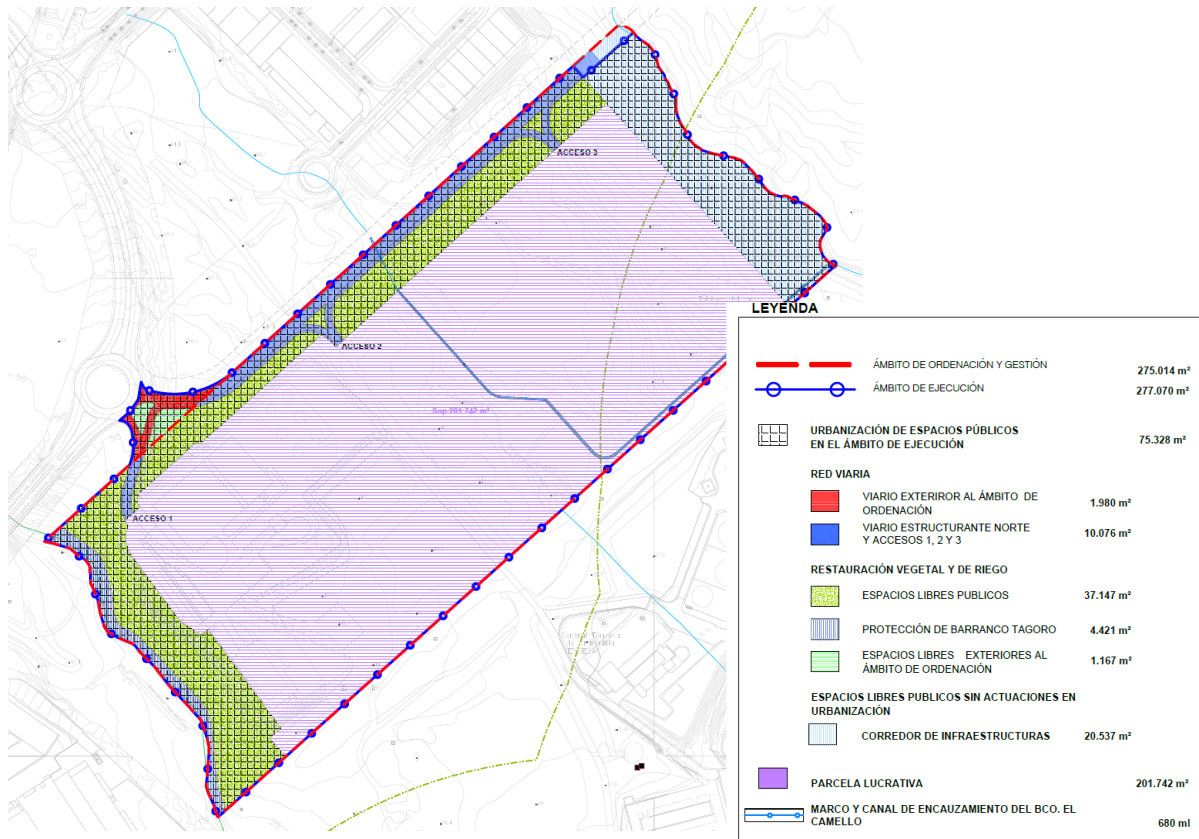 ACCESO 3
ACCESO 2
Sup 201.742 m²
ACCESO 1
LEYENDA
ÁMBITO DE ORDENACIÓN Y GESTIÓN
275.014 m²
ÁMBITO DE EJECUCIÓN
277.070 m²
URBANIZACIÓN DE ESPACIOS PÚBLICOS
EN EL ÁMBITO DE EJECUCIÓN
75.328 m²
RED VIARIA
VIARIO EXTERIROR AL ÁMBITO DE
ORDENACIÓN
1.980 m²
VIARIO ESTRUCTURANTE NORTE
Y ACCESOS 1, 2 Y 3
10.076 m²
RESTAURACIÓN VEGETAL Y DE RIEGO
ESPACIOS LIBRES PUBLICOS
37.147 m²
PROTECCIÓN DE BARRANCO TAGORO
4.421 m²
ESPACIOS LIBRES EXTERIORES AL
ÁMBITO DE ORDENACIÓN
1.167 m²
ESPACIOS LIBRES PUBLICOS SIN ACTUACIONES EN
URBANIZACIÓN
CORREDOR DE INFRAESTRUCTURAS
20.537 m²
PARCELA LUCRATIVA
201.742 m²
MARCO Y CANAL DE ENCAUZAMIENTO DEL BCO. EL
CAMELLO
680 ml